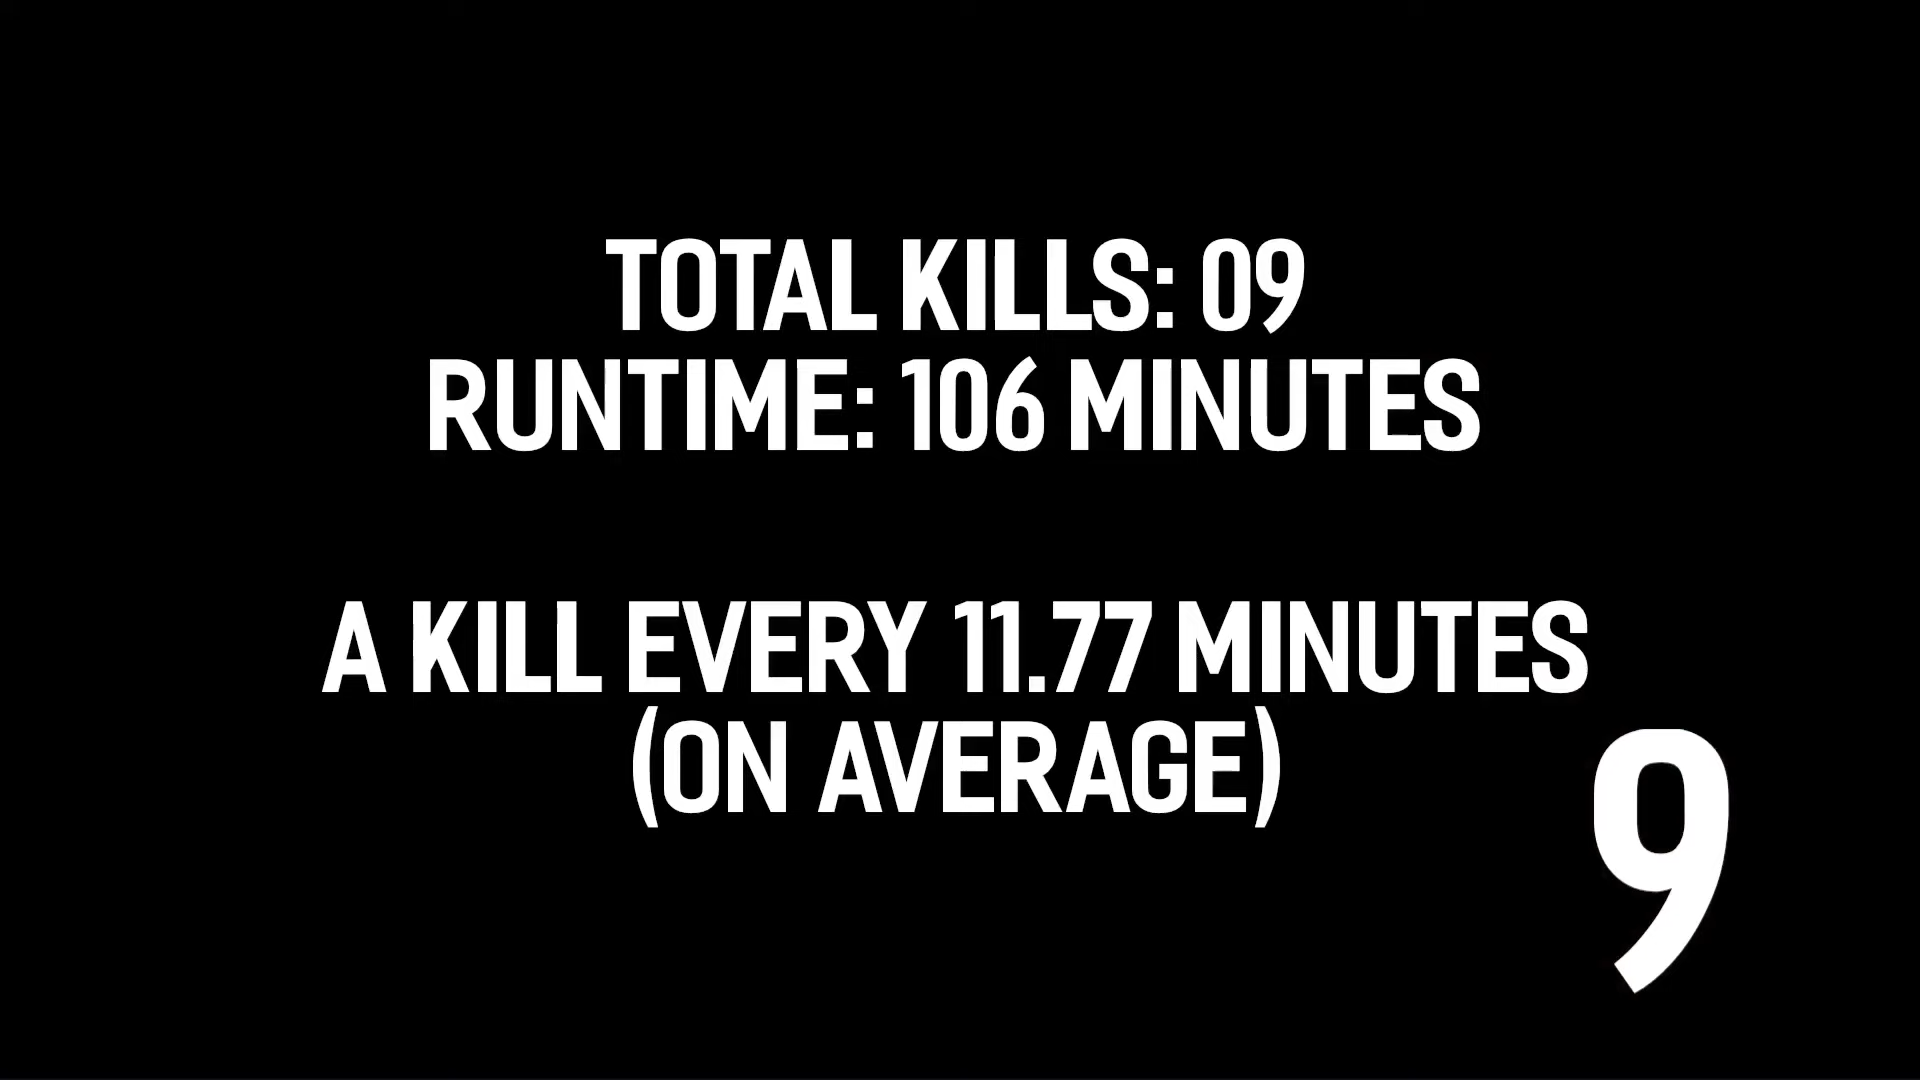 TOTAL KILLS: 09
RUNTIME: 106 MINUTES
A KILL EVERY 11.77 MINUTES
(ON AVERAGE)
9